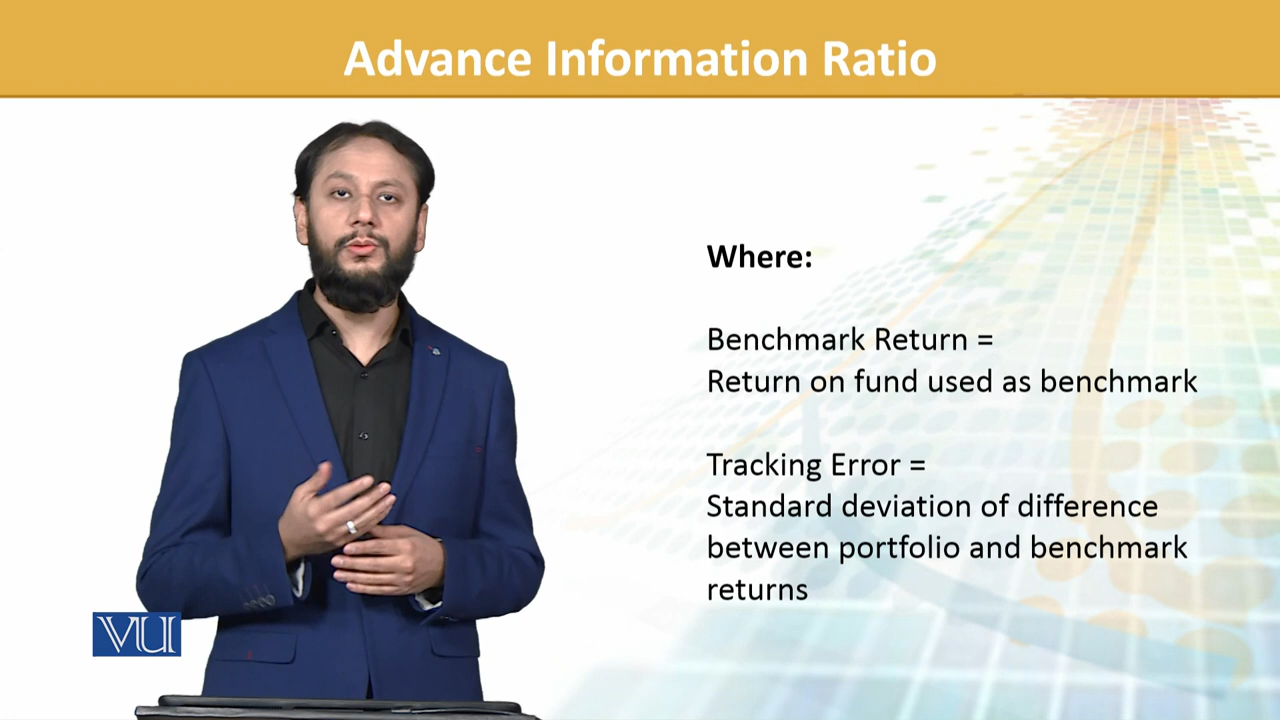 Advance Information Ratio
Where:
Benchmark Return =
Return on fund used as benchmark
Tracking Error =
Standard deviation of difference
between portfolio and benchmark
returns
VU